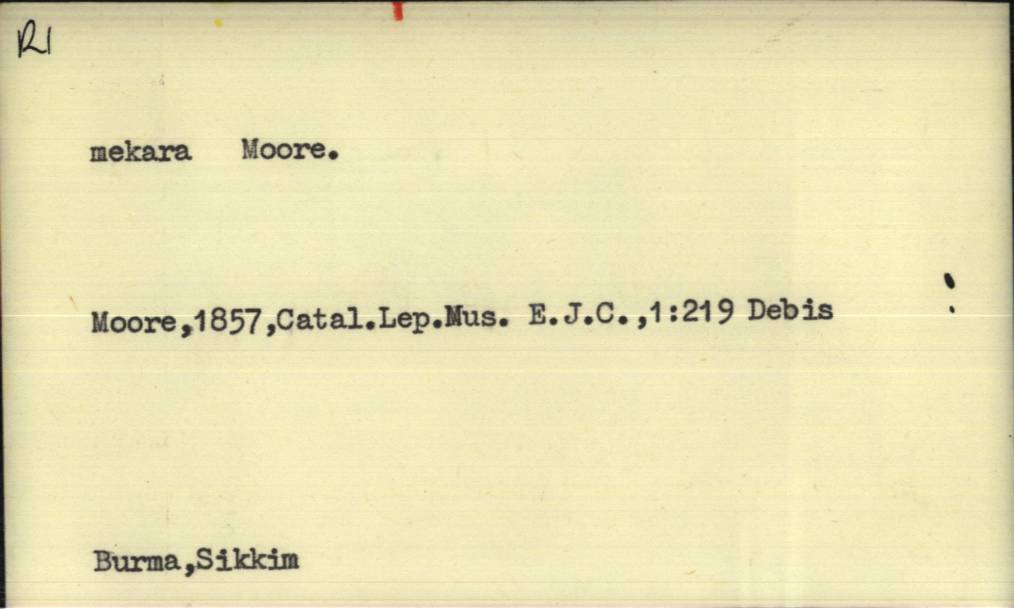 R1
mekara Moore.
Moore,1857,Catal.Lep.Mus. E.J.C.,1:219 Debis
Burma,Sikkim